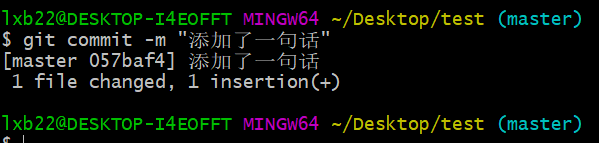 lxb22@DESKTOP-I4EOFFT MINGW64 ~/Desktop/test (master)
$ git commit -m "添加了一句话"
[master 057baf4] 添加了一句话
 1 file changed, 1 insertion(+)

lxb22@DESKTOP-I4EOFFT MINGW64 ~/Desktop/test (master)
$